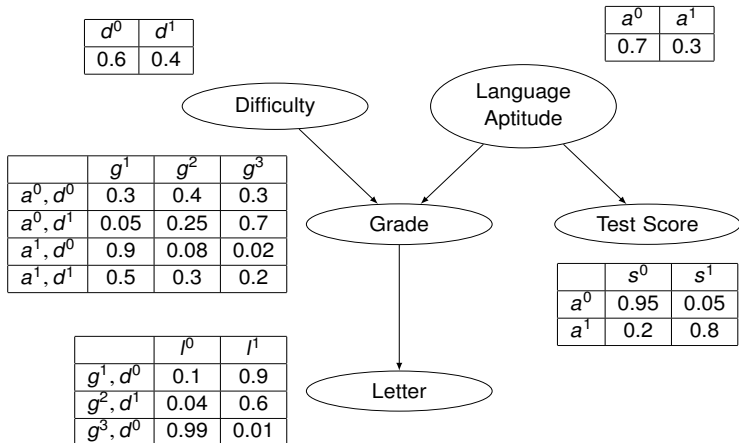 d⁰ d¹
0.6 0.4
a⁰ a¹
0.7 0.3
Difficulty
Language
Aptitude
g¹ g² g³
a⁰, d⁰ 0.3 0.4 0.3
a⁰, d¹ 0.05 0.25 0.7
a¹, d⁰ 0.9 0.08 0.02
a¹, d¹ 0.5 0.3 0.2
Grade
Test Score
s⁰ s¹
a⁰ 0.95 0.05
a¹ 0.2 0.8
l⁰ l¹
g¹, d⁰ 0.1 0.9
g², d¹ 0.04 0.6
g³, d⁰ 0.99 0.01
Letter